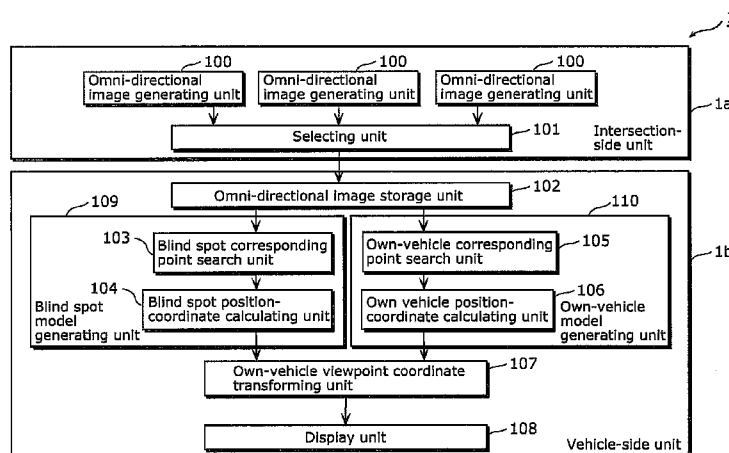 100
100
100
Omni-directional
image generating unit
Omni-directional
image generating unit
Omni-directional
image generating unit
1a
Selecting unit
101
Intersection-
side unit
Omni-directional image storage unit
102
109
110
103
Blind spot corresponding
point search unit
Own-vehicle corresponding
point search unit
105
1b
104
Blind spot position-
coordinate calculating unit
Own vehicle position-
coordinate calculating unit
106
Blind spot
model
generating unit
Own-vehicle
model
generating unit
Own-vehicle viewpoint coordinate
transforming unit
107
Display unit
108
Vehicle-side unit